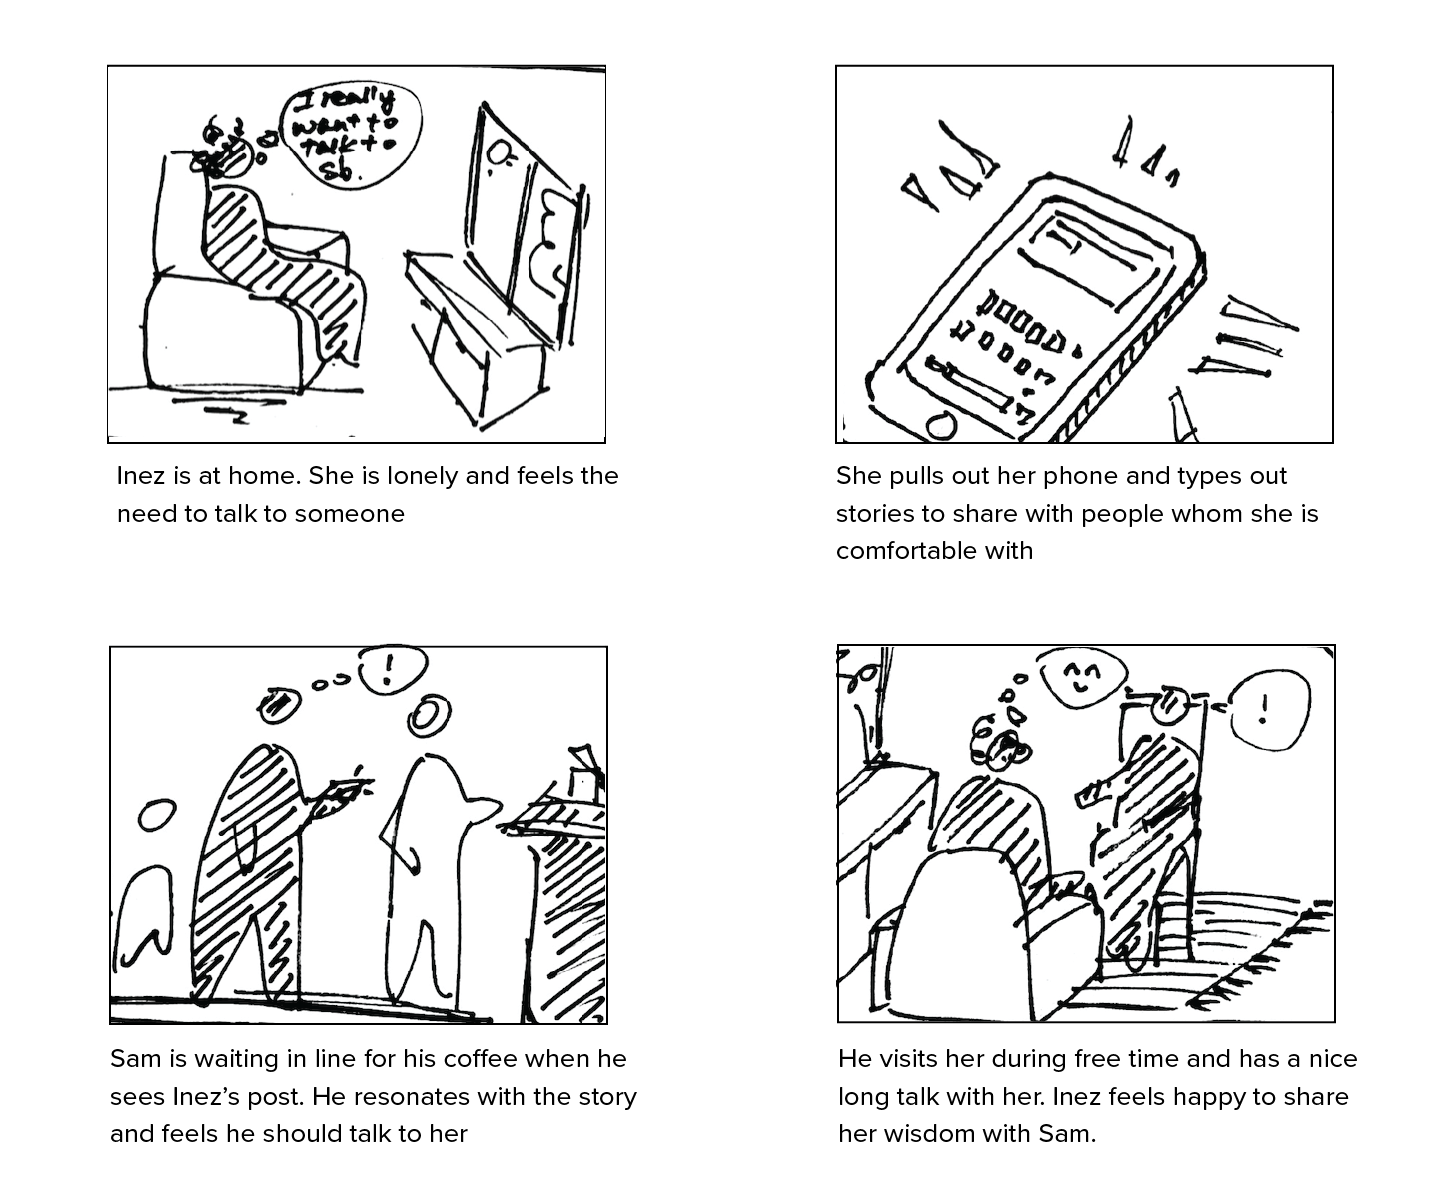 I really
want to
talk to
sb.
Inez is at home. She is lonely and feels the
need to talk to someone
She pulls out her phone and types out
stories to share with people whom she is
comfortable with
!
Sam is waiting in line for his coffee when he
sees Inez’s post. He resonates with the story
and feels he should talk to her
!
He visits her during free time and has a nice
long talk with her. Inez feels happy to share
her wisdom with Sam.